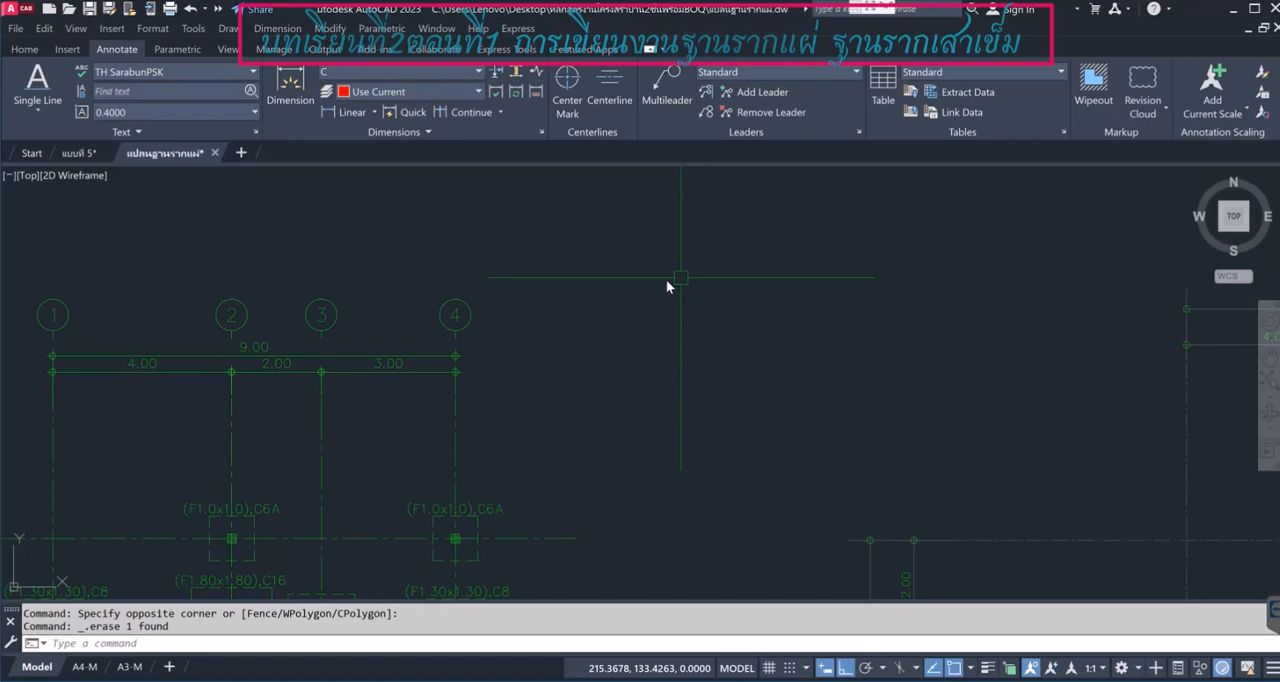 CAD
Share
utodesk AutoCAD 2023
Sign In
File
Edit
View
Insert
Format
Tools
Draw
Dimension
Modify
Parametric
Window
Help
Express
บทเรียนที่2ตอนที่1 การเขียนงานฐานรากแผ่ ฐานรากเสาเข็ม
Home
Insert
Annotate
Parametric
View
Manage
Output
Add-ins
Express Tools
Featured Apps
Single Line
TH SarabunPSK
Find text
0.4000
Text
Dimension
C
Use Current
Linear
Quick
Continue
Dimensions
Center Mark
Centerline
Centerlines
Multileader
Standard
Add Leader
Remove Leader
Leaders
Table
Standard
Extract Data
Link Data
Tables
Wipeout
Revision Cloud
Markup
Add Current Scale
Annotation Scaling
Start
แบบที่ 5*
แปลนฐานรากแผ่*
[−][Top][2D Wireframe]
N
W
TOP
E
S
WCS
1
2
3
4
9.00
4.00
2.00
3.00
(F1.0x1.0),C6A
(F1.0x1.0),C6A
Y
X
(F1.80x1.80),C16
F1.30x1.30),C8
(F1.30x1.30),C8
2.00
Command: Specify opposite corner or [Fence/WPolygon/CPolygon]:
Command: _.erase 1 found
Type a command
Model
A4-M
A3-M
215.3678, 133.4263, 0.0000
MODEL
1:1